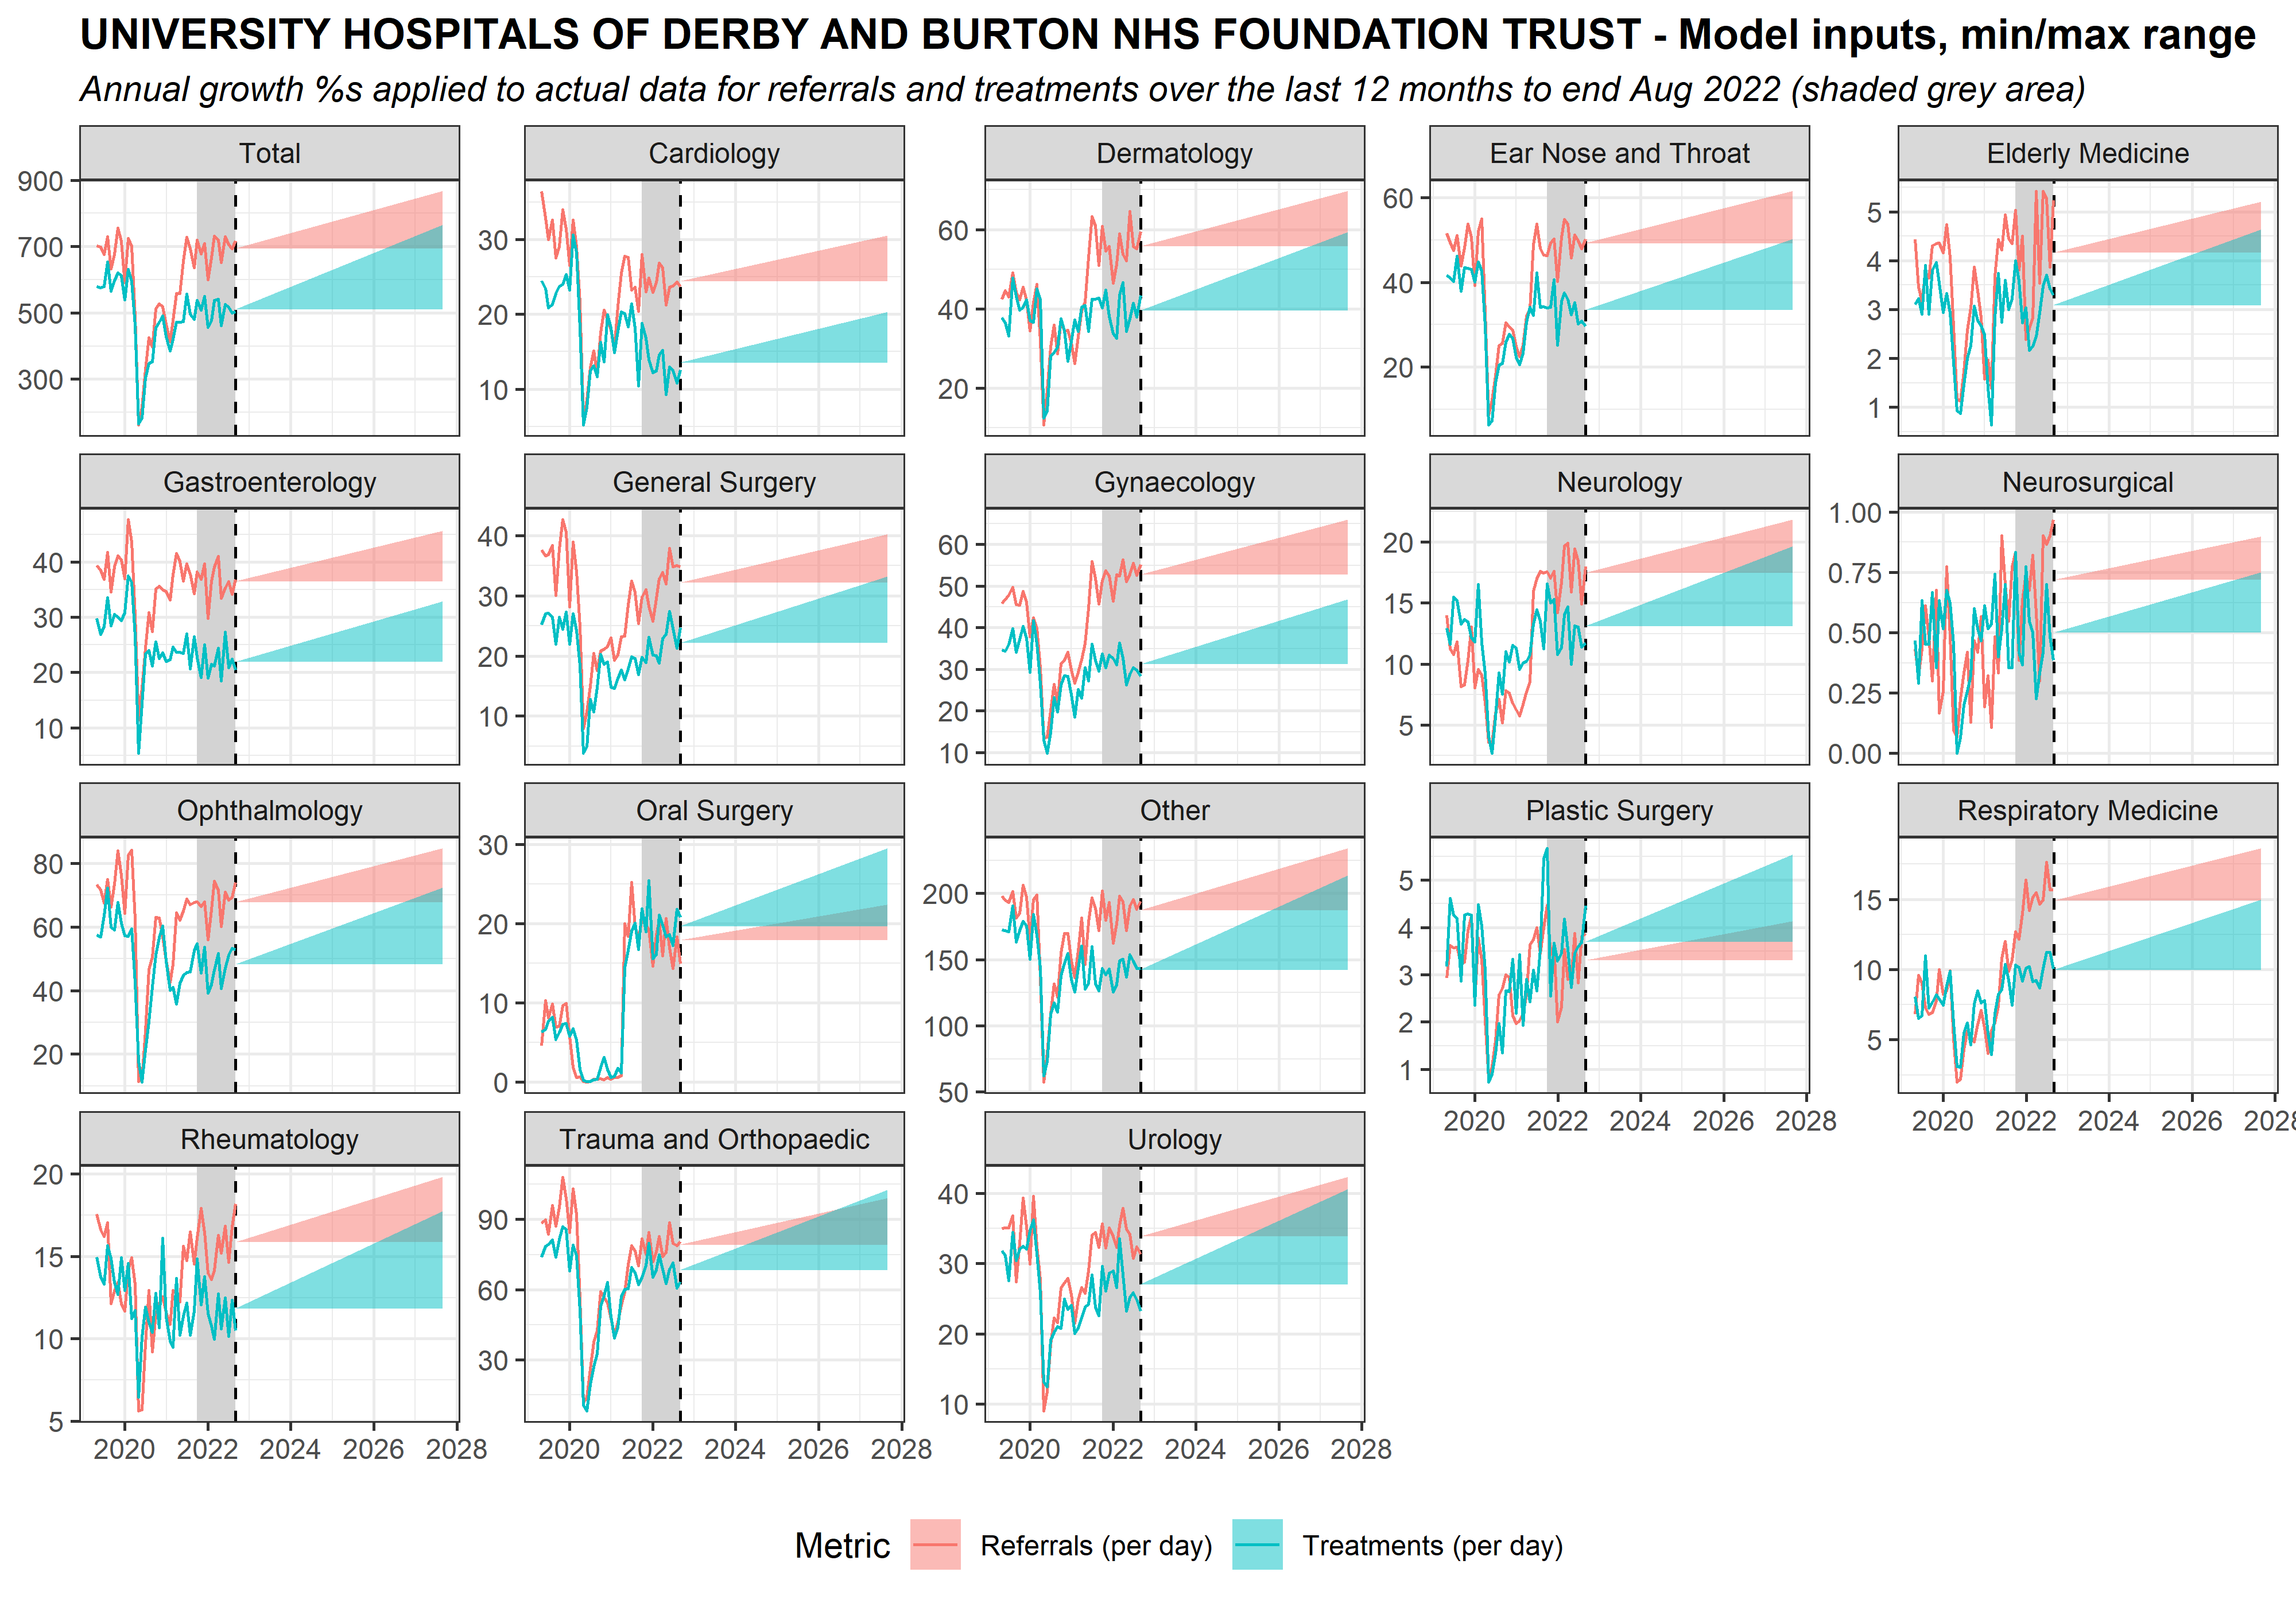 UNIVERSITY HOSPITALS OF DERBY AND BURTON NHS FOUNDATION TRUST - Model inputs, min/max range
Annual growth %s applied to actual data for referrals and treatments over the last 12 months to end Aug 2022 (shaded grey area)
Total
900
700
500
300
Cardiology
30
20
10
Dermatology
60
40
20
Ear Nose and Throat
60
40
20
Elderly Medicine
5
4
3
2
1
Gastroenterology
40
30
20
10
General Surgery
40
30
20
10
Gynaecology
60
50
40
30
20
10
Neurology
20
15
10
5
Neurosurgical
1.00
0.75
0.50
0.25
0.00
Ophthalmology
80
60
40
20
Oral Surgery
30
20
10
0
Other
200
150
100
50
Plastic Surgery
5
4
3
2
1
2020 2022 2024 2026 2028
Respiratory Medicine
15
10
5
2020 2022 2024 2026 2028
Rheumatology
20
15
10
5
2020 2022 2024 2026 2028
Trauma and Orthopaedic
90
60
30
2020 2022 2024 2026 2028
Urology
40
30
20
10
2020 2022 2024 2026 2028
Metric Referrals (per day) Treatments (per day)